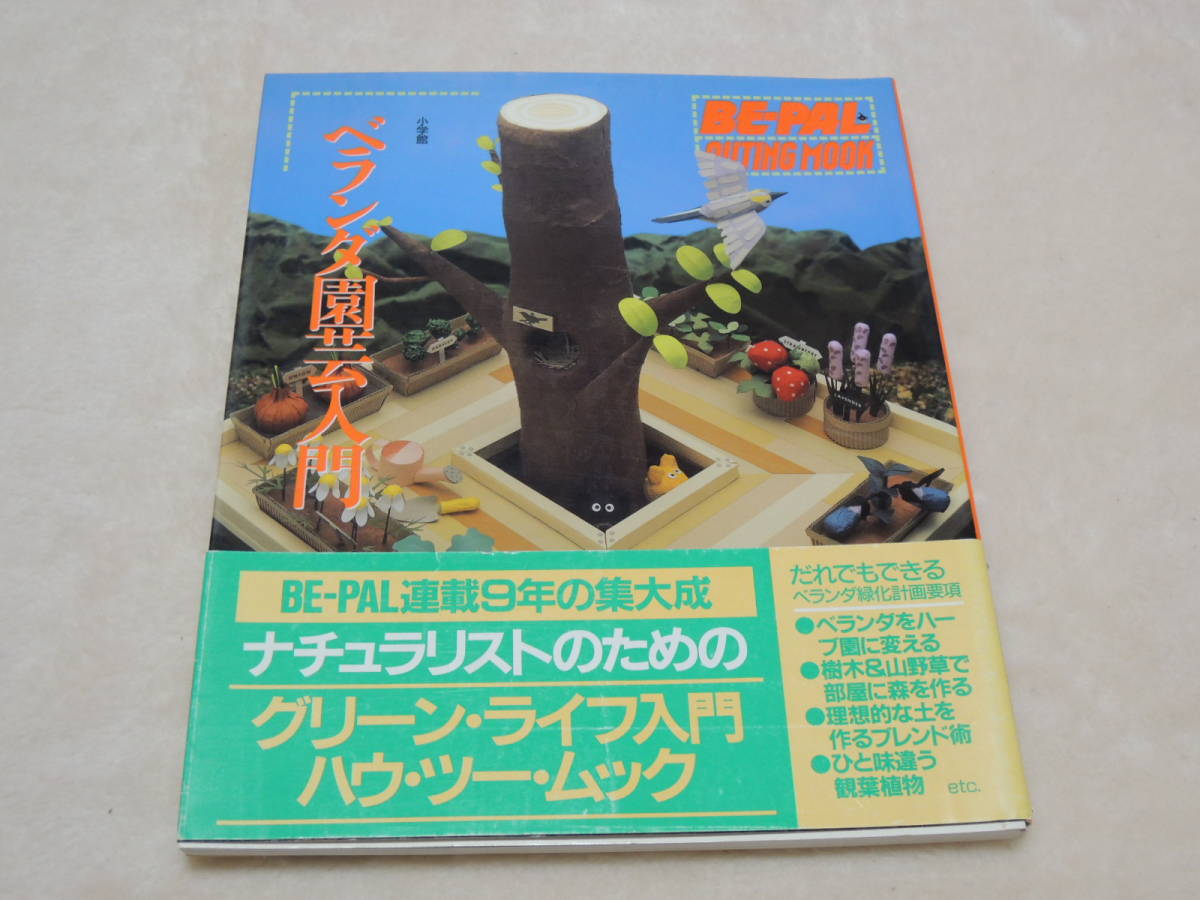 小学館
ベランダ園芸入門
BE-PAL
OUTING MOON
STRAWBERRY
LAVENDER
BE-PAL連載9年の集大成
ナチュラリストのための
グリーン・ライフ入門
ハウ・ツー・ムック
だれでもできる
ベランダ緑化計画要項
●ベランダをハー
ブ園に変える
●樹木&山野草で
部屋に森を作る
●理想的な土を
作るブレンド術
●ひと味違う
観葉植物 etc.